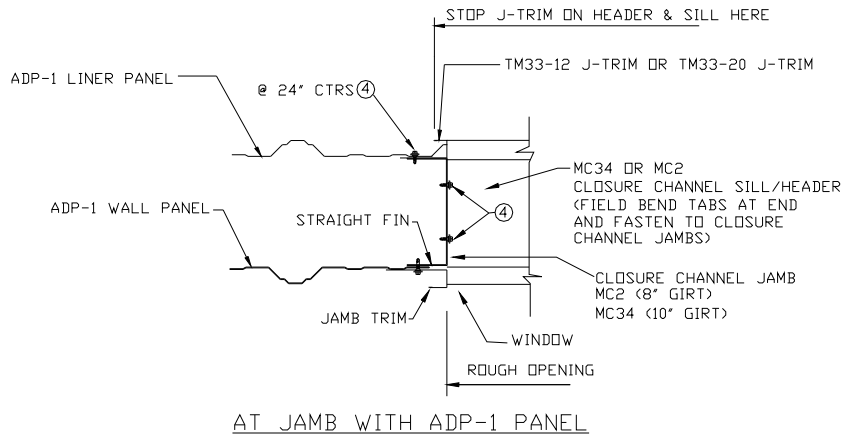 STOP J-TRIM ON HEADER & SILL HERE
TM33-12 J-TRIM OR TM33-20 J-TRIM
ADP-1 LINER PANEL
@ 24" CTRS 4
MC34 OR MC2
CLOSURE CHANNEL SILL/HEADER
(FIELD BEND TABS AT END
AND FASTEN TO CLOSURE
CHANNEL JAMBS)
ADP-1 WALL PANEL
STRAIGHT FIN
4
CLOSURE CHANNEL JAMB
MC2 (8" GIRT)
MC34 (10" GIRT)
JAMB TRIM
WINDOW
ROUGH OPENING
AT JAMB WITH ADP-1 PANEL